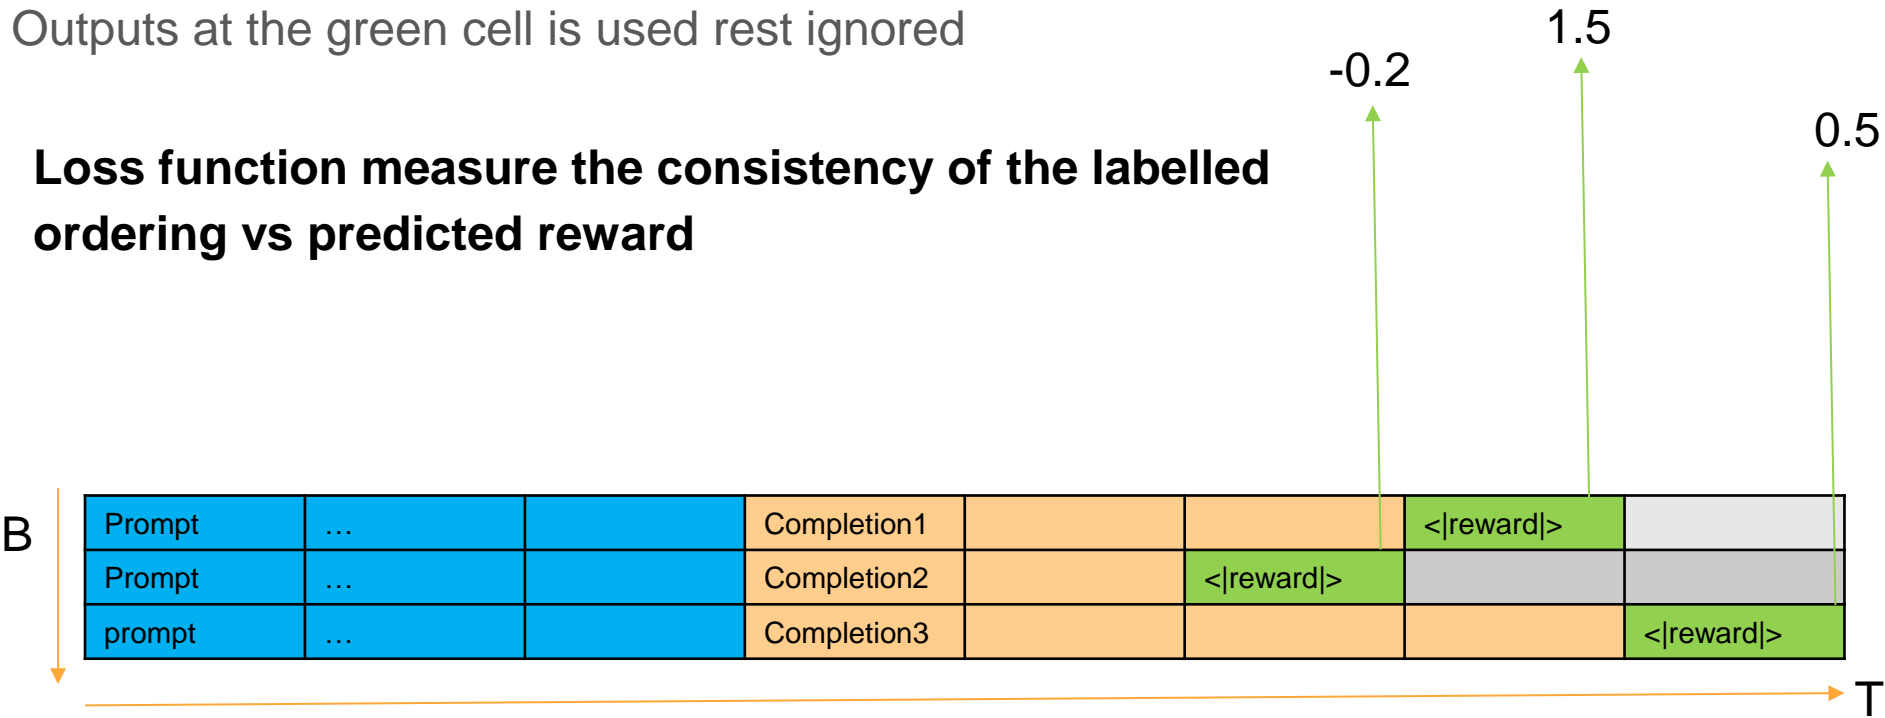 Outputs at the green cell is used rest ignored
1.5
-0.2
0.5
Loss function measure the consistency of the labelled
ordering vs predicted reward
B
Prompt … Completion1 <|reward|>
Prompt … Completion2 <|reward|>
prompt … Completion3 <|reward|>
T